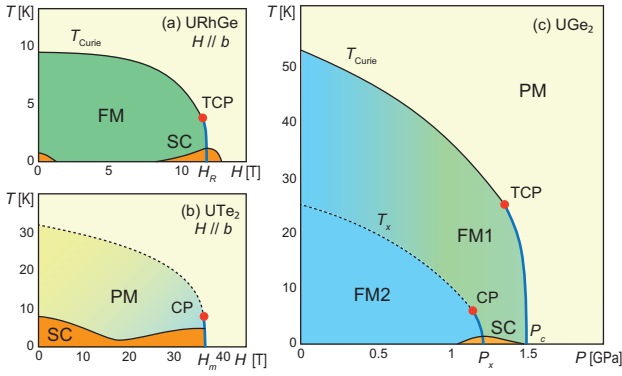 T [K]
(a) URhGe
H // b
T_Curie
10
5
0
FM
TCP
SC
0
5
10
H_R
H [T]
T [K]
(b) UTe₂
H // b
30
20
10
0
PM
CP
SC
0
20
H_m
40
H [T]
T [K]
(c) UGe₂
T_Curie
50
40
30
20
10
0
PM
TCP
T_x
FM1
FM2
CP
SC
P_c
0
0.5
1.0
P_x
1.5
P [GPa]